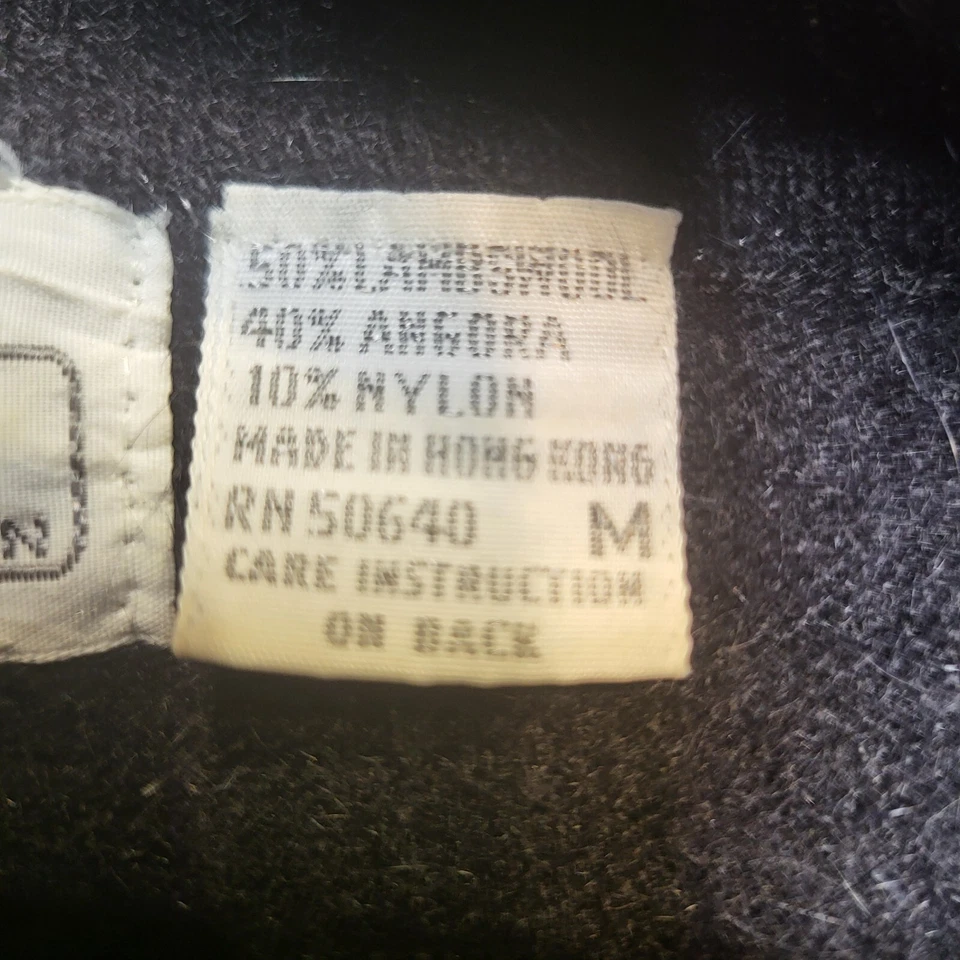 50% LAMBSWOOL
40% ANGORA
10% NYLON
MADE IN HONG KONG
RN 50640 M
CARE INSTRUCTION
ON BACK
N